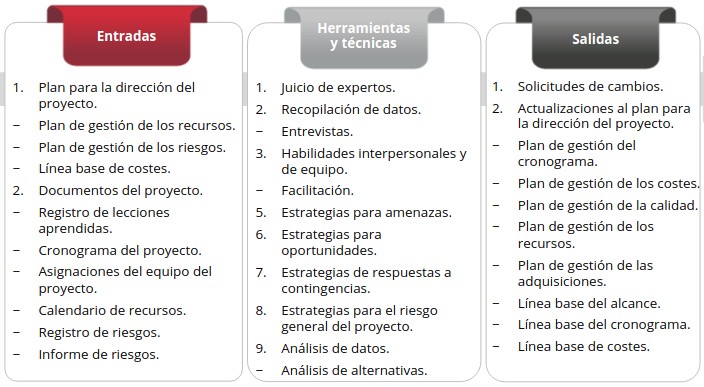 Entradas
1. Plan para la dirección del
proyecto.
– Plan de gestión de los recursos.
– Plan de gestión de los riesgos.
– Línea base de costes.
2. Documentos del proyecto.
– Registro de lecciones
aprendidas.
– Cronograma del proyecto.
– Asignaciones del equipo del
proyecto.
– Calendario de recursos.
– Registro de riesgos.
– Informe de riesgos.
Herramientas
y técnicas
1. Juicio de expertos.
2. Recopilación de datos.
– Entrevistas.
3. Habilidades interpersonales y
de equipo.
– Facilitación.
5. Estrategias para amenazas.
6. Estrategias para
oportunidades.
7. Estrategias de respuestas a
contingencias.
8. Estrategias para el riesgo
general del proyecto.
9. Análisis de datos.
– Análisis de alternativas.
Salidas
1. Solicitudes de cambios.
2. Actualizaciones al plan para
la dirección del proyecto.
– Plan de gestión del
cronograma.
– Plan de gestión de los costes.
– Plan de gestión de la calidad.
– Plan de gestión de los
recursos.
– Plan de gestión de las
adquisiciones.
– Línea base del alcance.
– Línea base del cronograma.
– Línea base de costes.